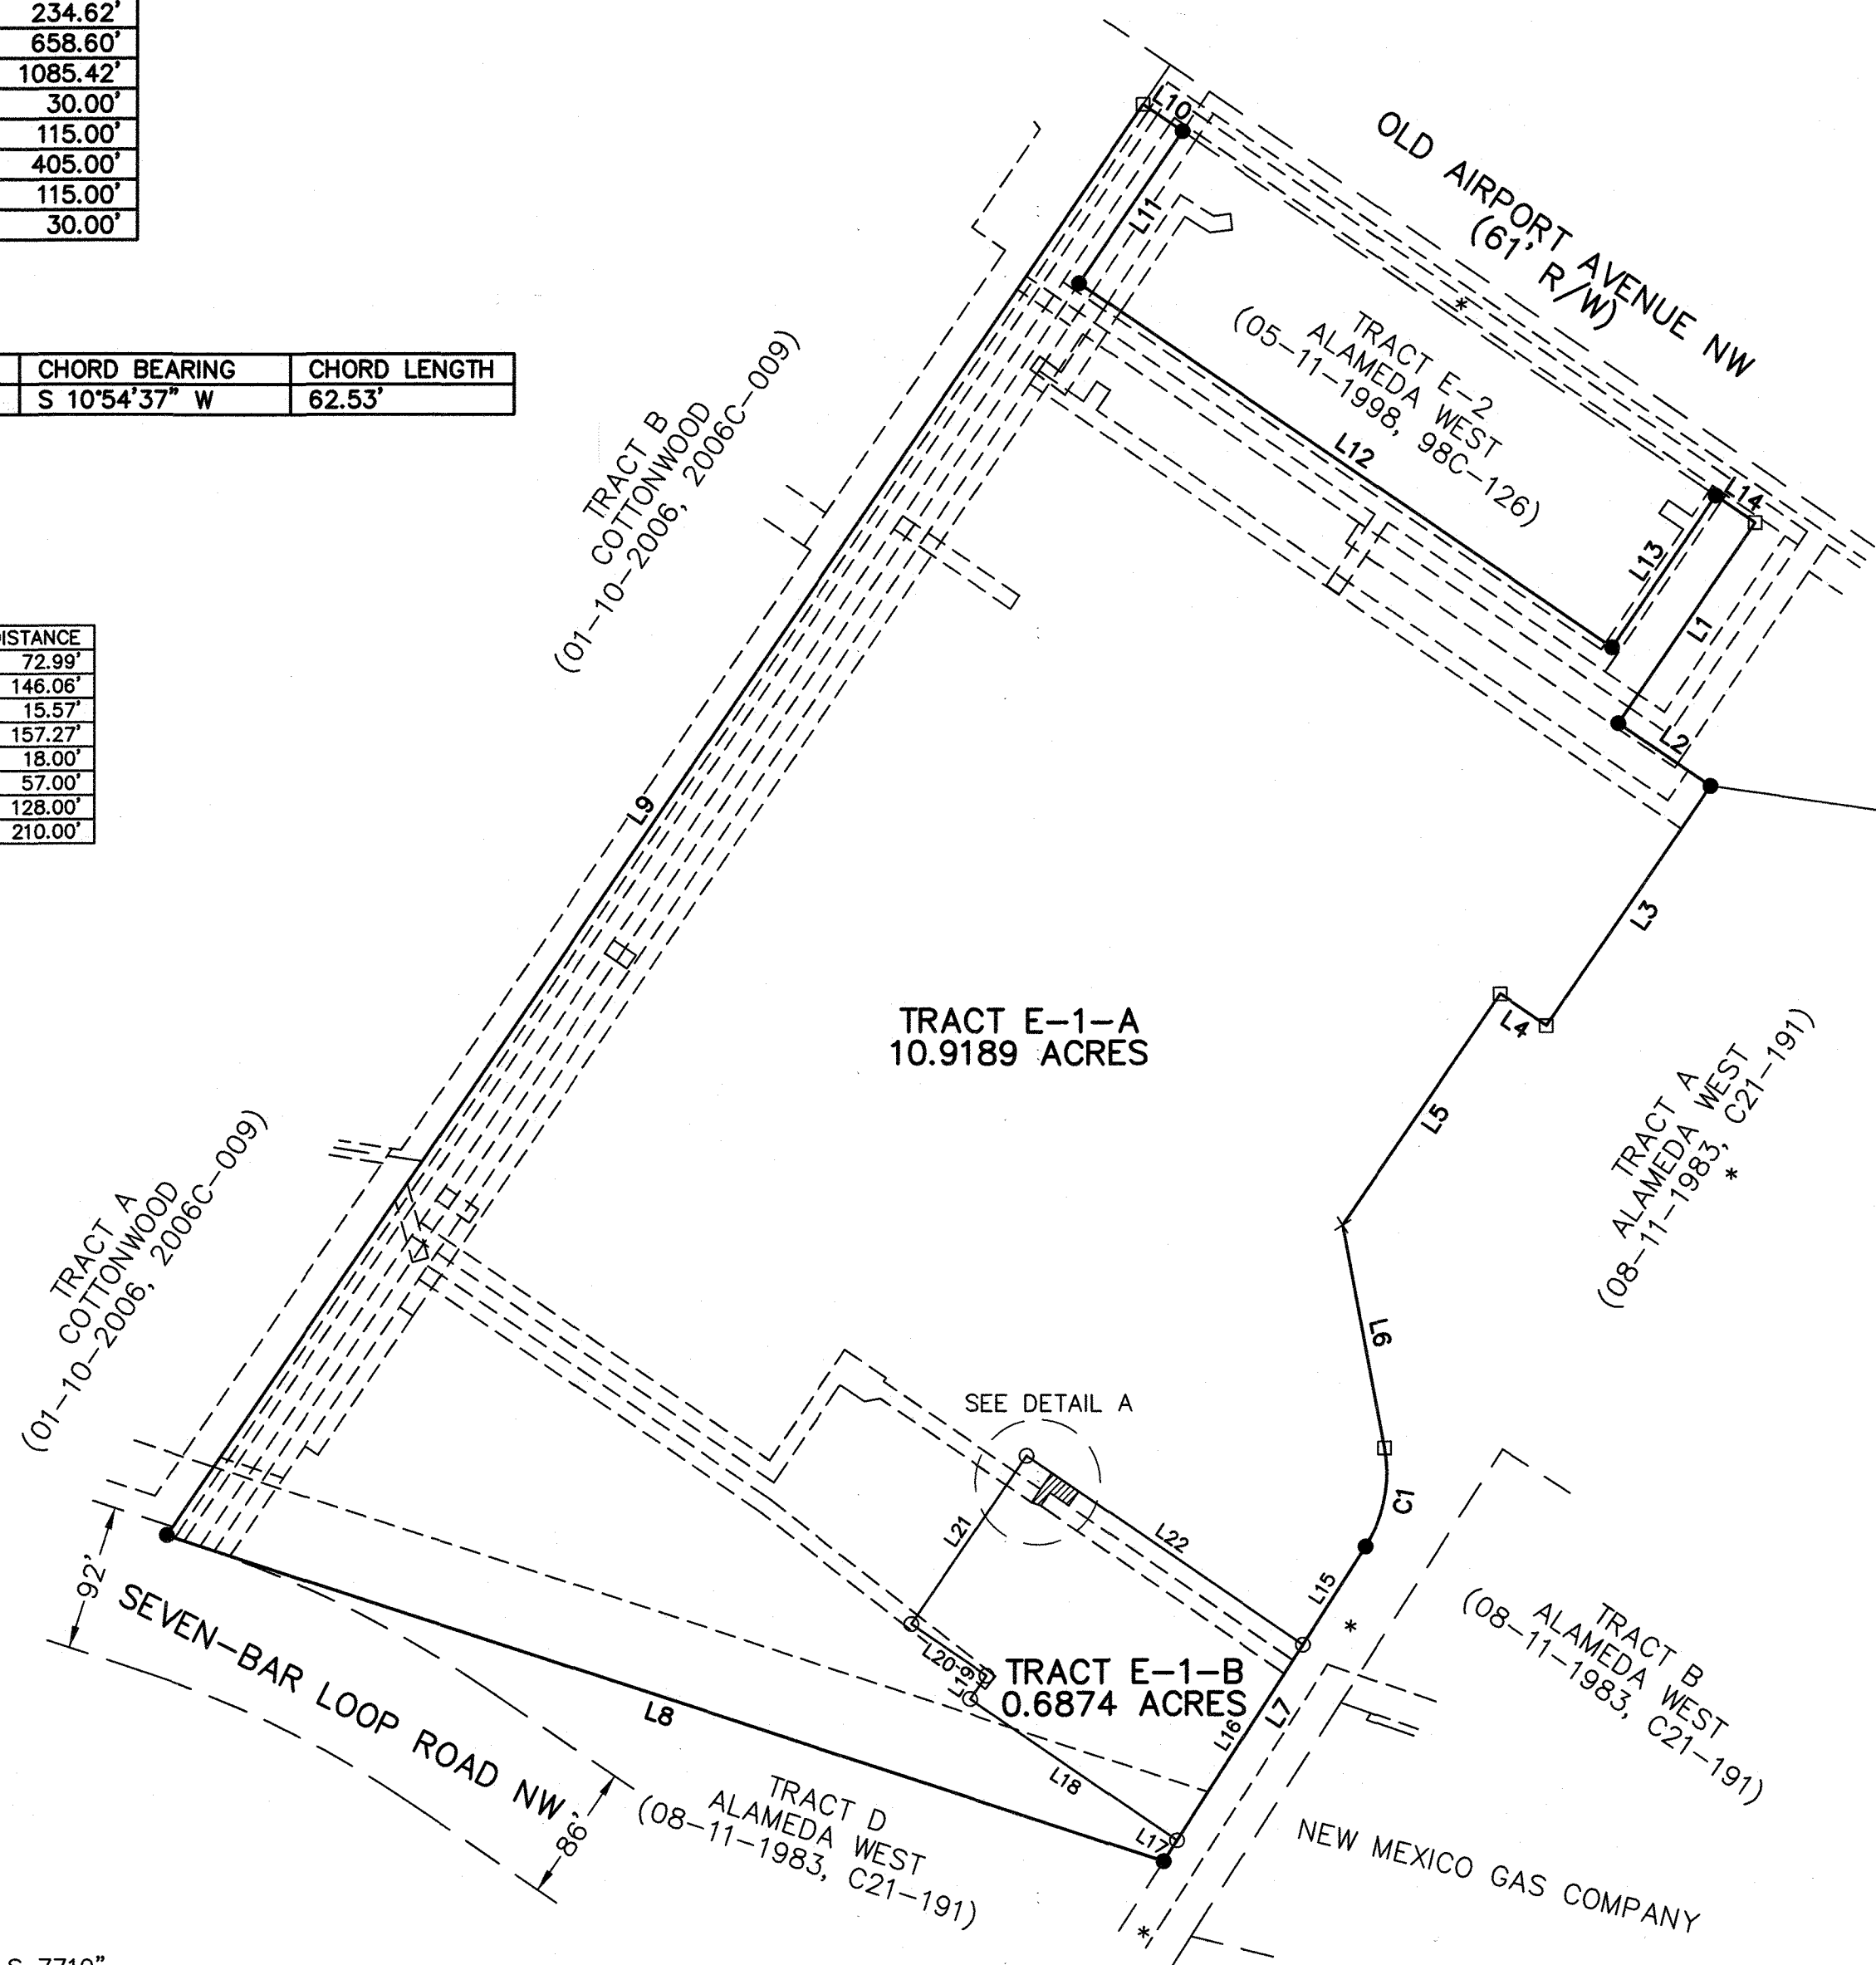 234.62'
658.60'
1085.42'
30.00'
115.00'
405.00'
115.00'
30.00'
CHORD BEARING CHORD LENGTH
S 10°54'37" W 62.53'
ISTANCE
72.99'
146.06'
15.57'
157.27'
18.00'
57.00'
128.00'
210.00'
OLD AIRPORT AVENUE NW
(61' R/W)
L10
L11
TRACT E-2
ALAMEDA WEST
(05-11-1998, 98C-126)
*
L12
L14
L13
L1
L2
TRACT B
COTTONWOOD
(01-10-2006, 2006C-009)
L9
L3
L4
L5
TRACT E-1-A
10.9189 ACRES
TRACT A
ALAMEDA WEST
(08-11-1983, C21-191)
*
TRACT A
COTTONWOOD
(01-10-2006, 2006C-009)
L6
SEE DETAIL A
C1
L21
L22
L15
*
TRACT B
ALAMEDA WEST
(08-11-1983, C21-191)
92'
SEVEN-BAR LOOP ROAD NW
86'
L20
L19
TRACT E-1-B
0.6874 ACRES
L8
L16
L7
L18
L17
TRACT D
ALAMEDA WEST
(08-11-1983, C21-191)
NEW MEXICO GAS COMPANY
*
S 7719"